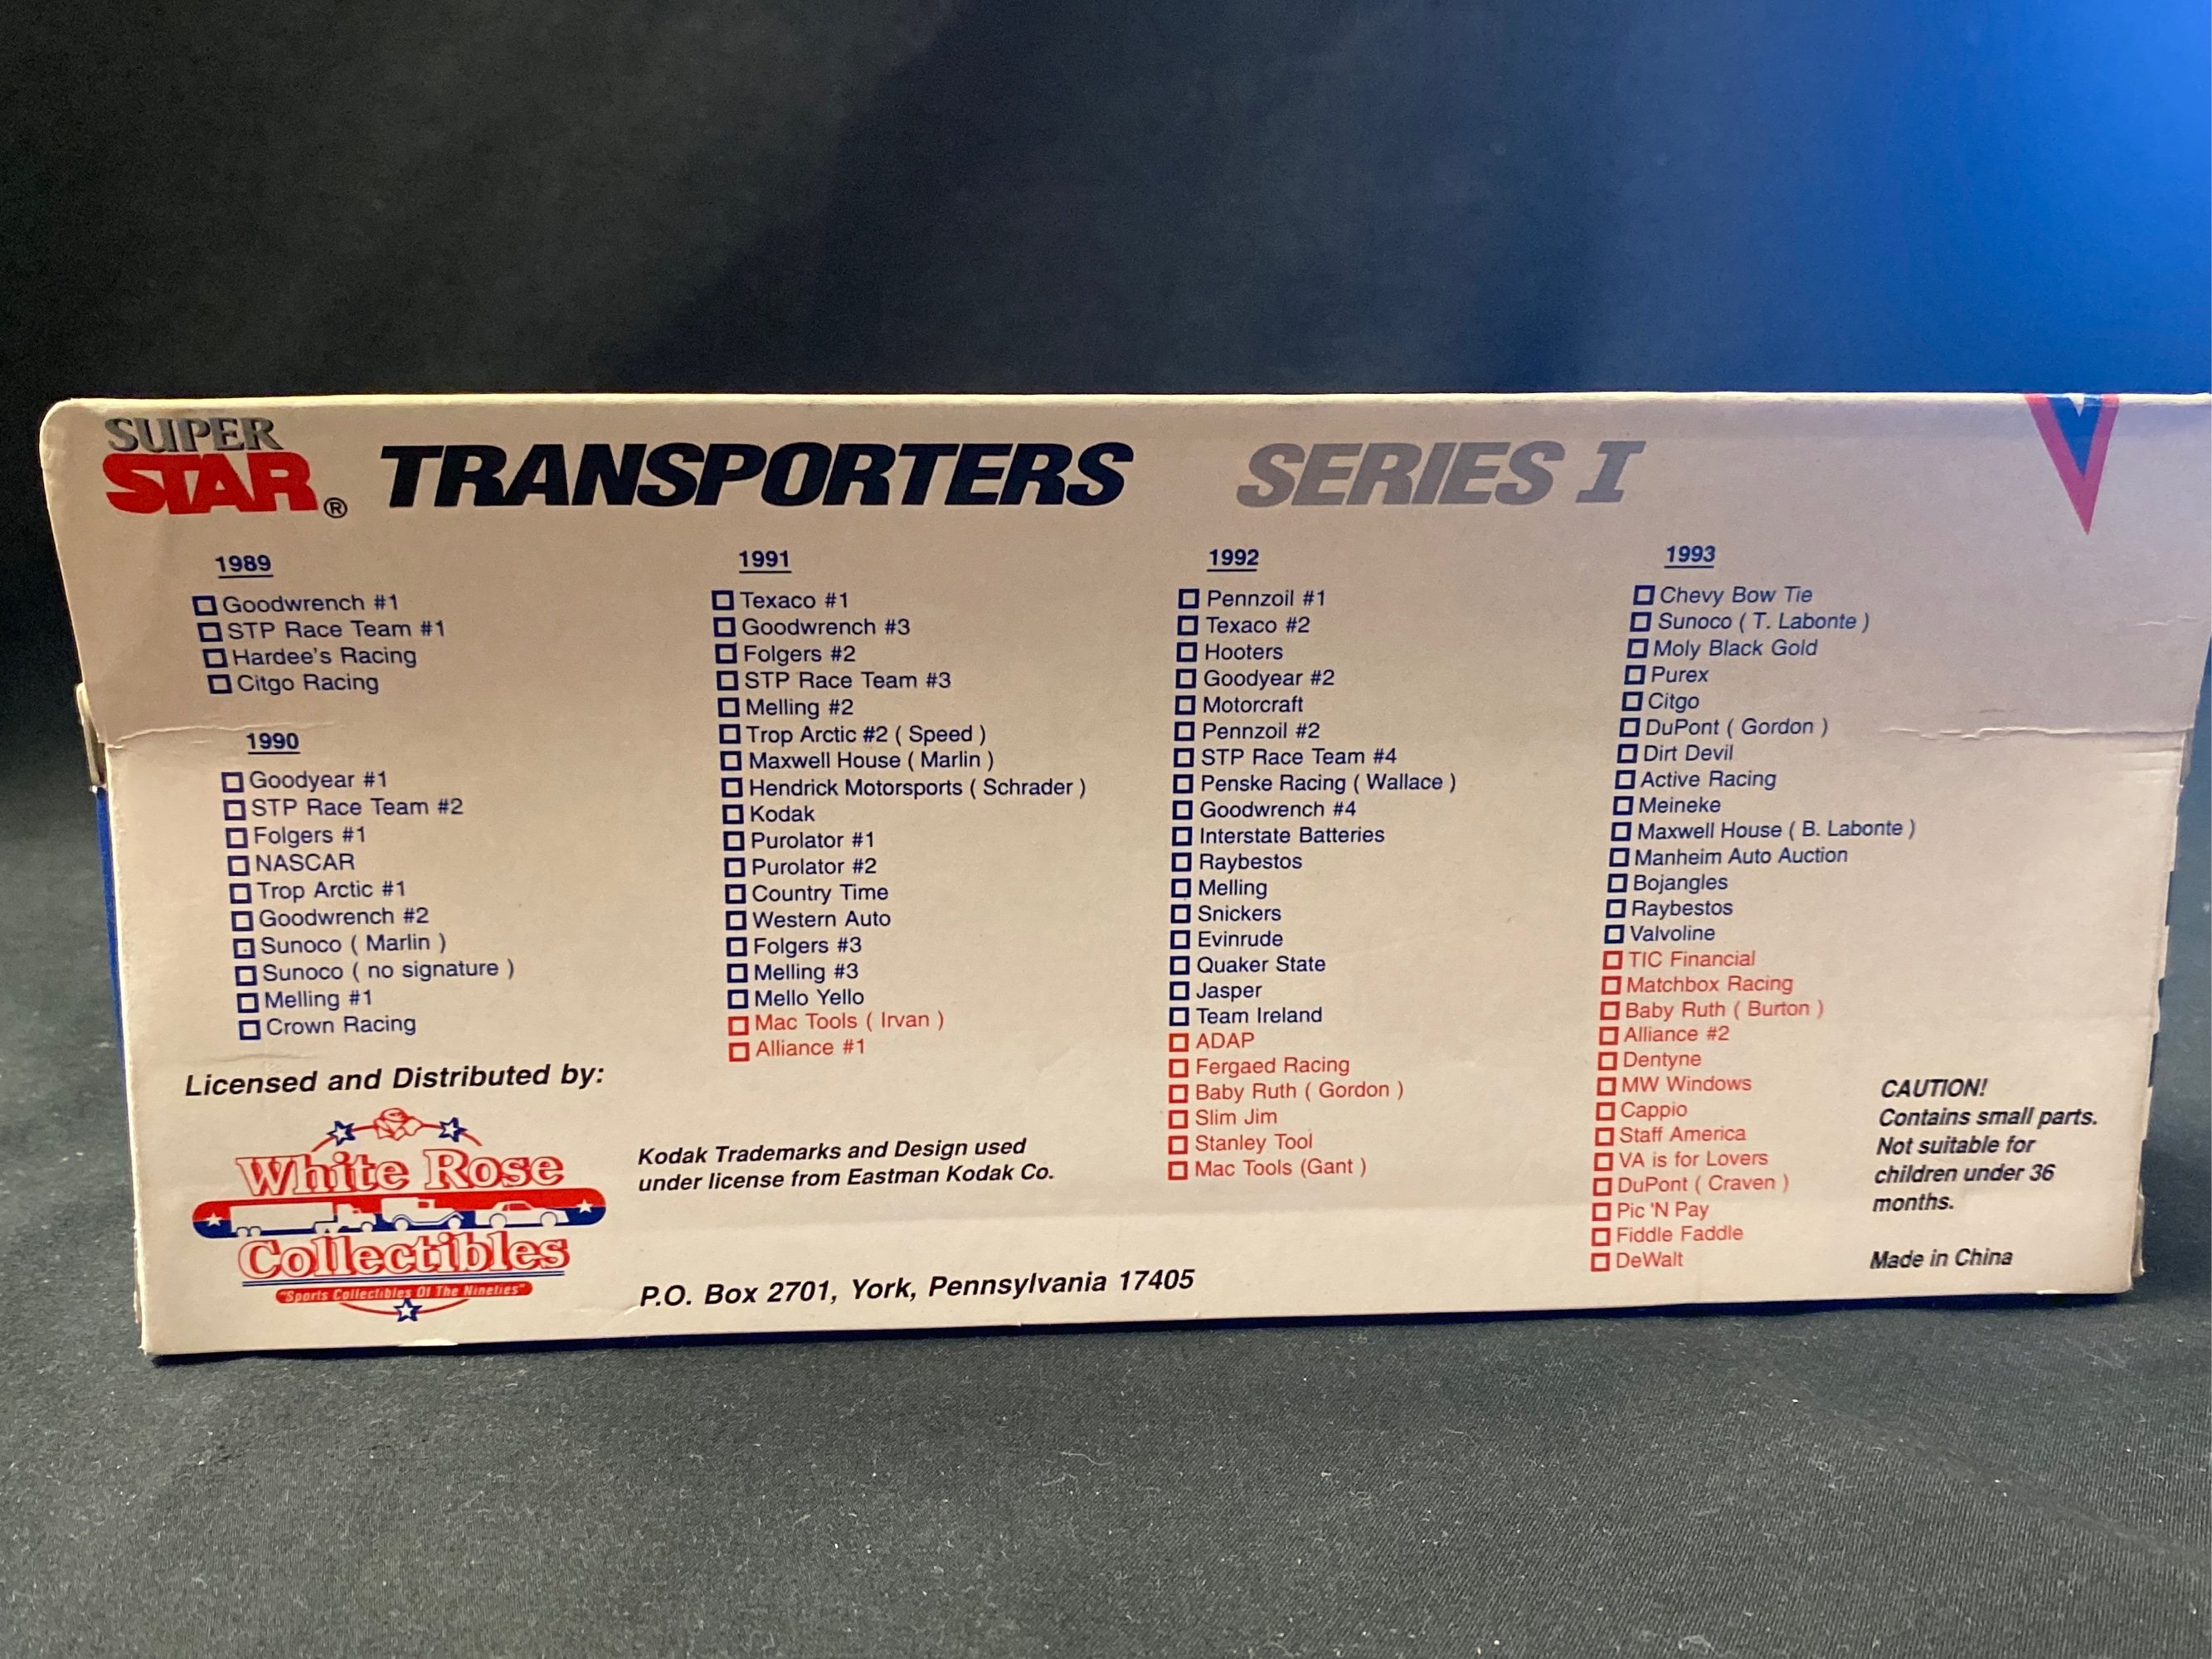 SUPER
STAR®
TRANSPORTERS SERIES I
1989
Goodwrench #1
STP Race Team #1
Hardee's Racing
Citgo Racing
1990
Goodyear #1
STP Race Team #2
Folgers #1
NASCAR
Trop Arctic #1
Goodwrench #2
Sunoco ( Marlin )
Sunoco ( no signature )
Melling #1
Crown Racing
1991
Texaco #1
Goodwrench #3
Folgers #2
STP Race Team #3
Melling #2
Trop Arctic #2 ( Speed )
Maxwell House ( Marlin )
Hendrick Motorsports ( Schrader )
Kodak
Purolator #1
Purolator #2
Country Time
Western Auto
Folgers #3
Melling #3
Mello Yello
Mac Tools ( Irvan )
Alliance #1
1992
Pennzoil #1
Texaco #2
Hooters
Goodyear #2
Motorcraft
Pennzoil #2
STP Race Team #4
Penske Racing ( Wallace )
Goodwrench #4
Interstate Batteries
Raybestos
Melling
Snickers
Evinrude
Quaker State
Jasper
Team Ireland
ADAP
Fergaed Racing
Baby Ruth ( Gordon )
Slim Jim
Stanley Tool
Mac Tools (Gant )
1993
Chevy Bow Tie
Sunoco ( T. Labonte )
Moly Black Gold
Purex
Citgo
DuPont ( Gordon )
Dirt Devil
Active Racing
Meineke
Maxwell House ( B. Labonte )
Manheim Auto Auction
Bojangles
Raybestos
Valvoline
TIC Financial
Matchbox Racing
Baby Ruth ( Burton )
Alliance #2
Dentyne
MW Windows
Cappio
Staff America
VA is for Lovers
DuPont ( Craven )
Pic 'N Pay
Fiddle Faddle
DeWalt
Licensed and Distributed by:
White Rose
Collectibles
"Sports Collectibles Of The Nineties"
Kodak Trademarks and Design used
under license from Eastman Kodak Co.
P.O. Box 2701, York, Pennsylvania 17405
CAUTION!
Contains small parts.
Not suitable for
children under 36
months.
Made in China